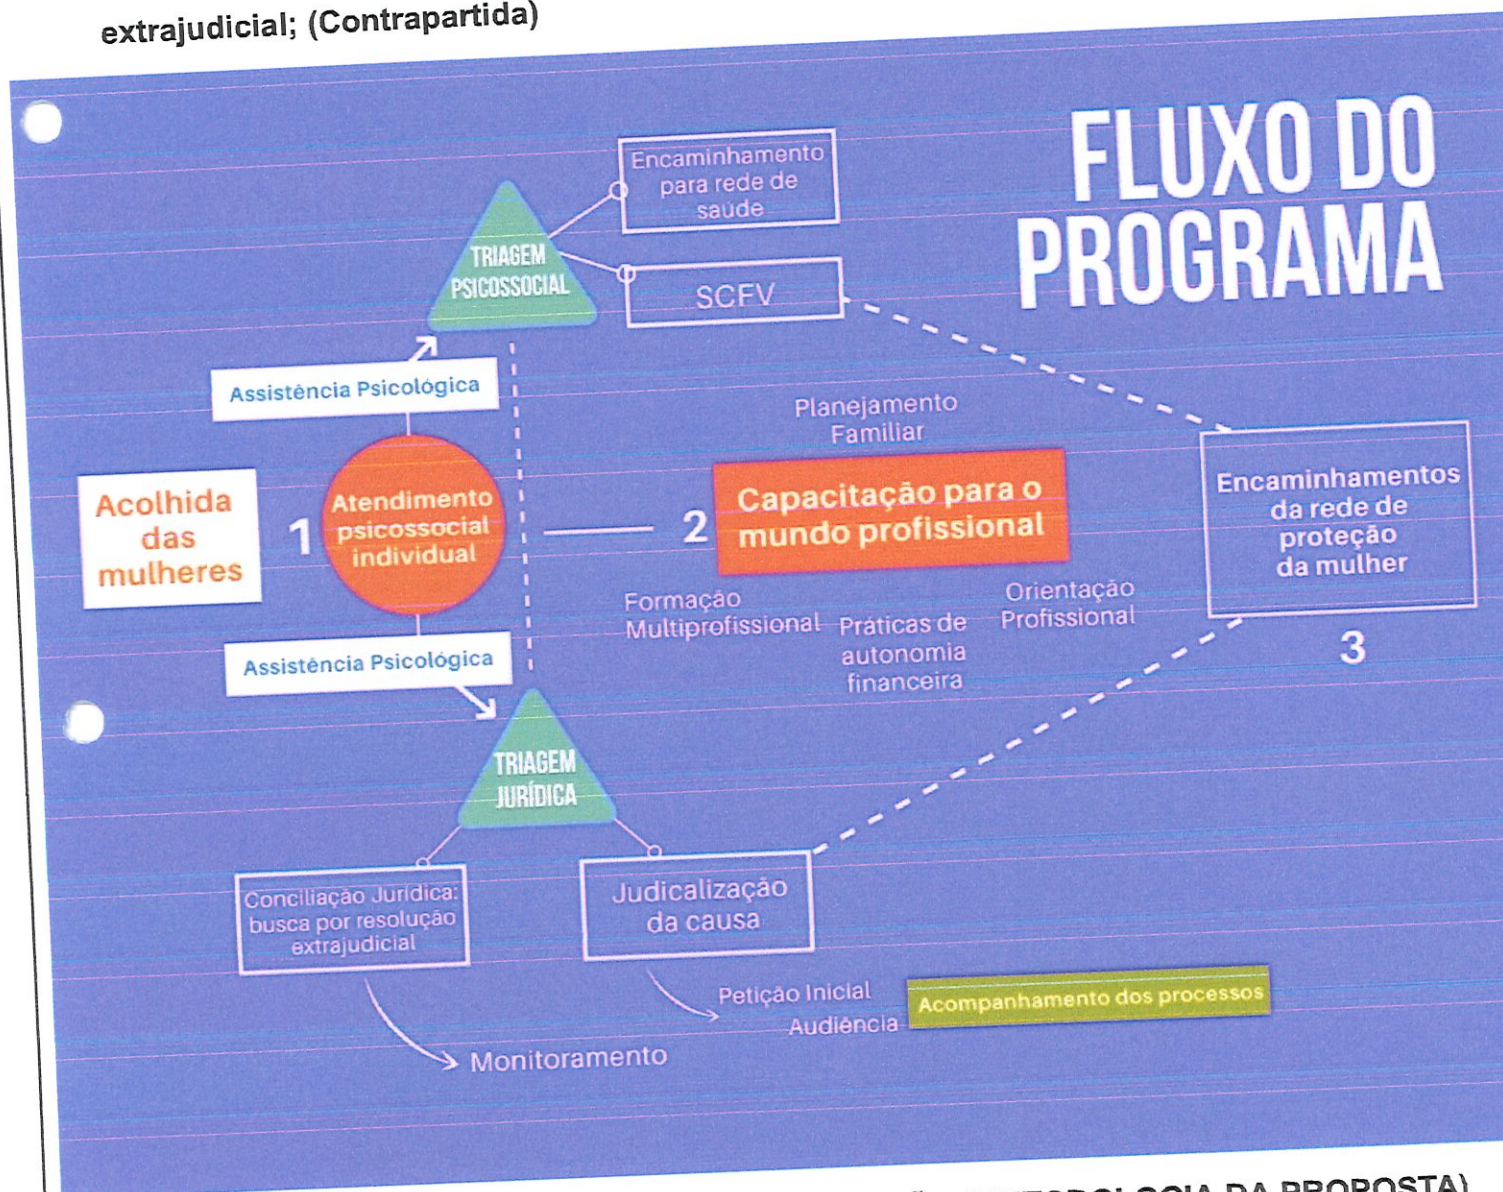 extrajudicial; (Contrapartida)
FLUXO DO
PROGRAMA
Encaminhamento
para rede de
saúde
TRIAGEM
PSICOSSOCIAL
SCFV
Assistência Psicológica
Acolhida
das
mulheres
1
Atendimento
psicossocial
individual
2
Planejamento
Familiar
Capacitação para o
mundo profissional
Formação
Multiprofissional
Práticas de
autonomia
financeira
Orientação
Profissional
Encaminhamentos
da rede de
proteção
da mulher
3
Assistência Psicológica
TRIAGEM
JURÍDICA
Conciliação Jurídica:
busca por resolução
extrajudicial
Judicalização
da causa
Petição Inicial
Audiência
Acompanhamento dos processos
Monitoramento
DA PROPOSTA)